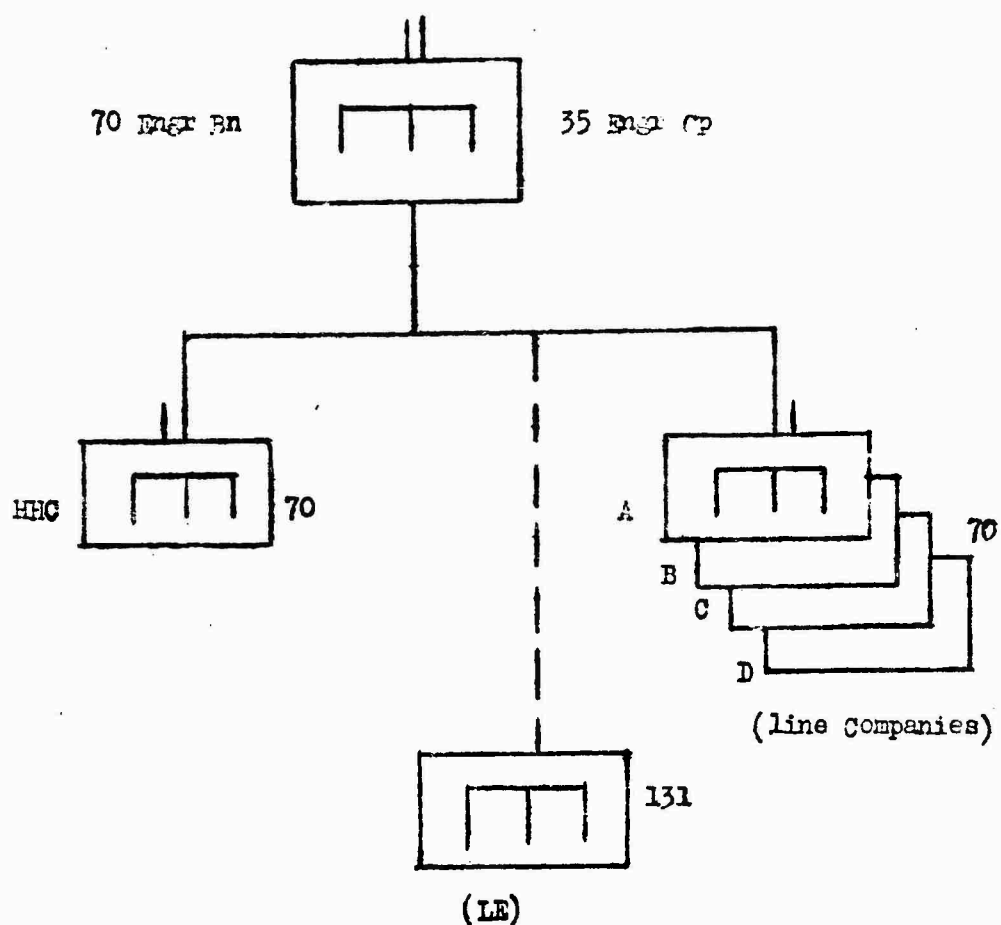 70 Engr Bn
35 Engr Gp
HHC
70
A
70
B
C
D
(line Companies)
131
(LE)